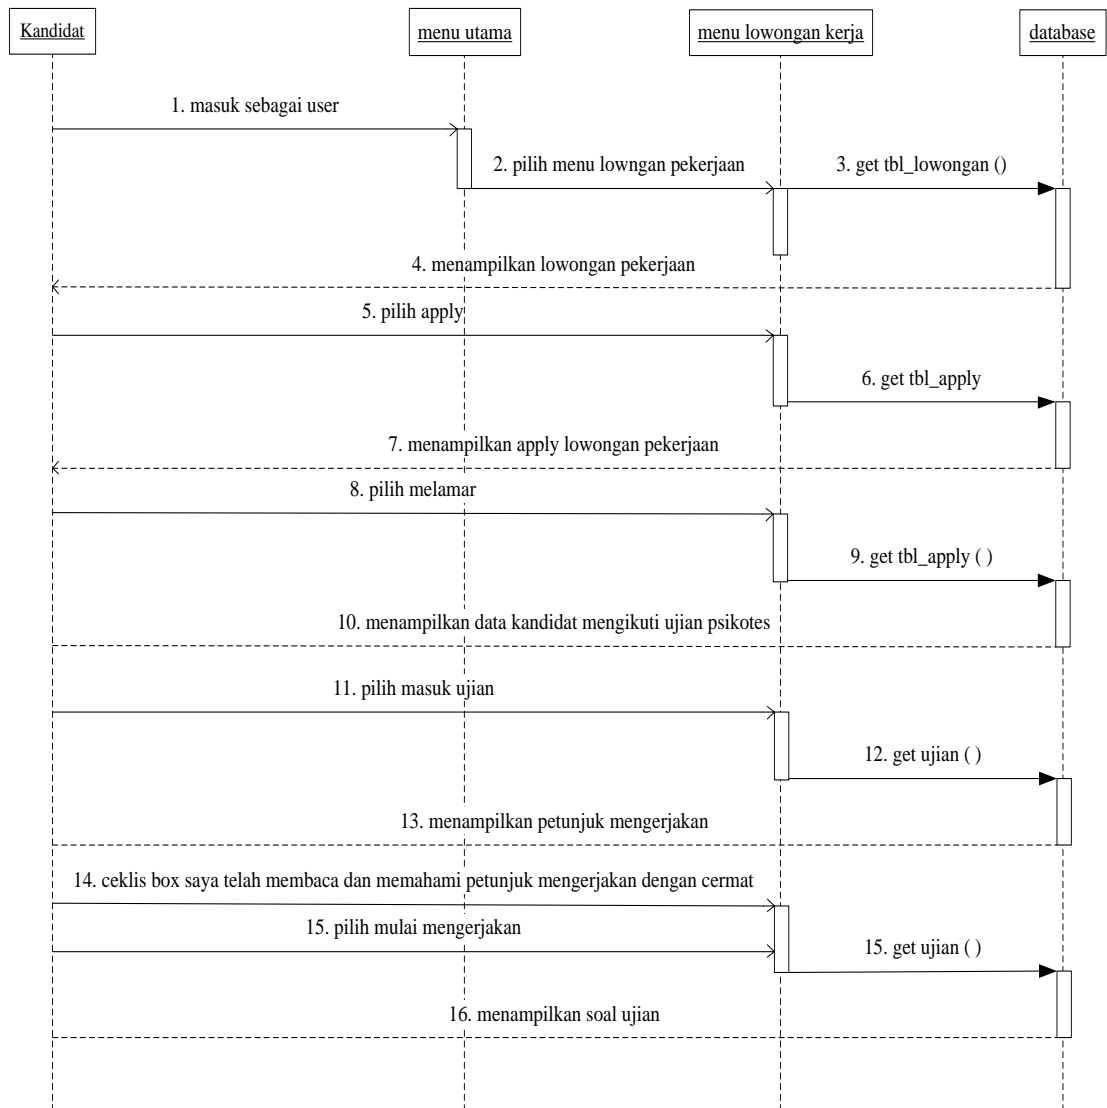 Kandidat
menu utama
menu lowongan kerja
database
1. masuk sebagai user
2. pilih menu lowngan pekerjaan
3. get tbl_lowongan ()
4. menampilkan lowongan pekerjaan
5. pilih apply
6. get tbl_apply
7. menampilkan apply lowongan pekerjaan
8. pilih melamar
9. get tbl_apply ( )
10. menampilkan data kandidat mengikuti ujian psikotes
11. pilih masuk ujian
12. get ujian ( )
13. menampilkan petunjuk mengerjakan
14. ceklis box saya telah membaca dan memahami petunjuk mengerjakan dengan cermat
15. pilih mulai mengerjakan
15. get ujian ( )
16. menampilkan soal ujian